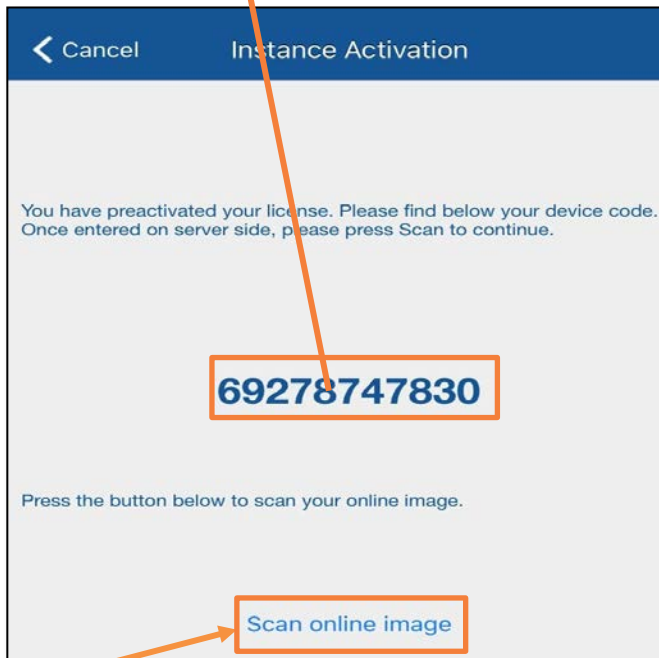 Cancel Instance Activation
You have preactivated your license. Please find below your device code.
Once entered on server side, please press Scan to continue.
69278747830
Press the button below to scan your online image.
Scan online image